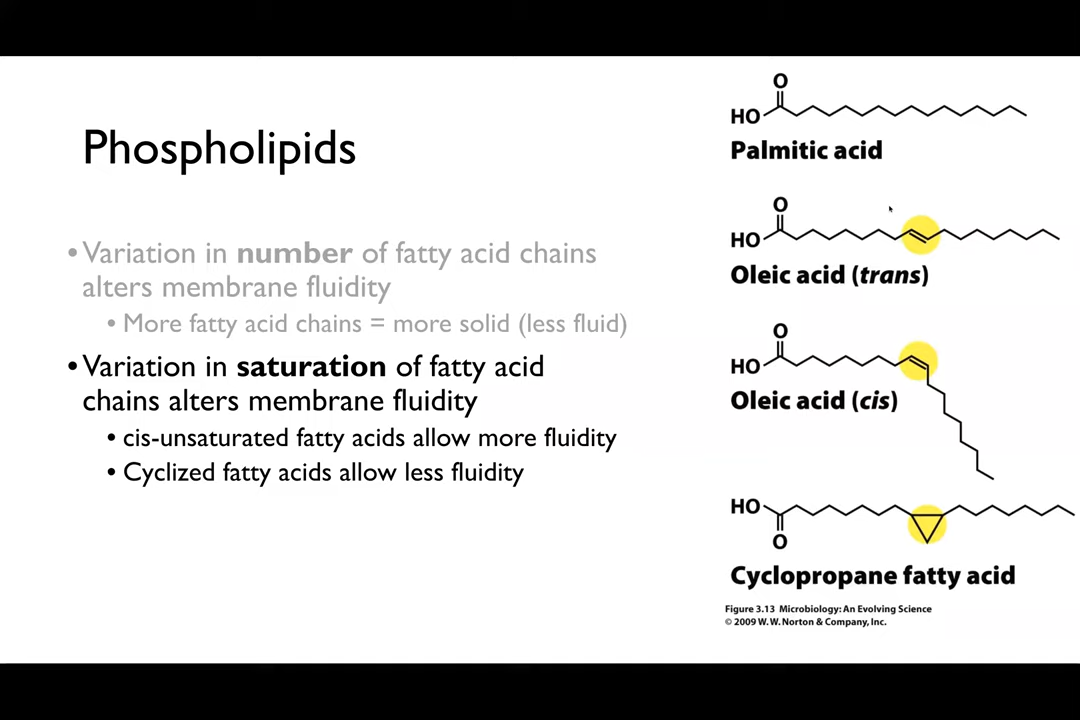 Phospholipids
• Variation in number of fatty acid chains
alters membrane fluidity
• More fatty acid chains = more solid (less fluid)
• Variation in saturation of fatty acid
chains alters membrane fluidity
• cis-unsaturated fatty acids allow more fluidity
• Cyclized fatty acids allow less fluidity
O
HO
Palmitic acid
O
HO
Oleic acid (trans)
O
HO
Oleic acid (cis)
HO
O
Cyclopropane fatty acid
Figure 3.13 Microbiology: An Evolving Science
© 2009 W. W. Norton & Company, Inc.